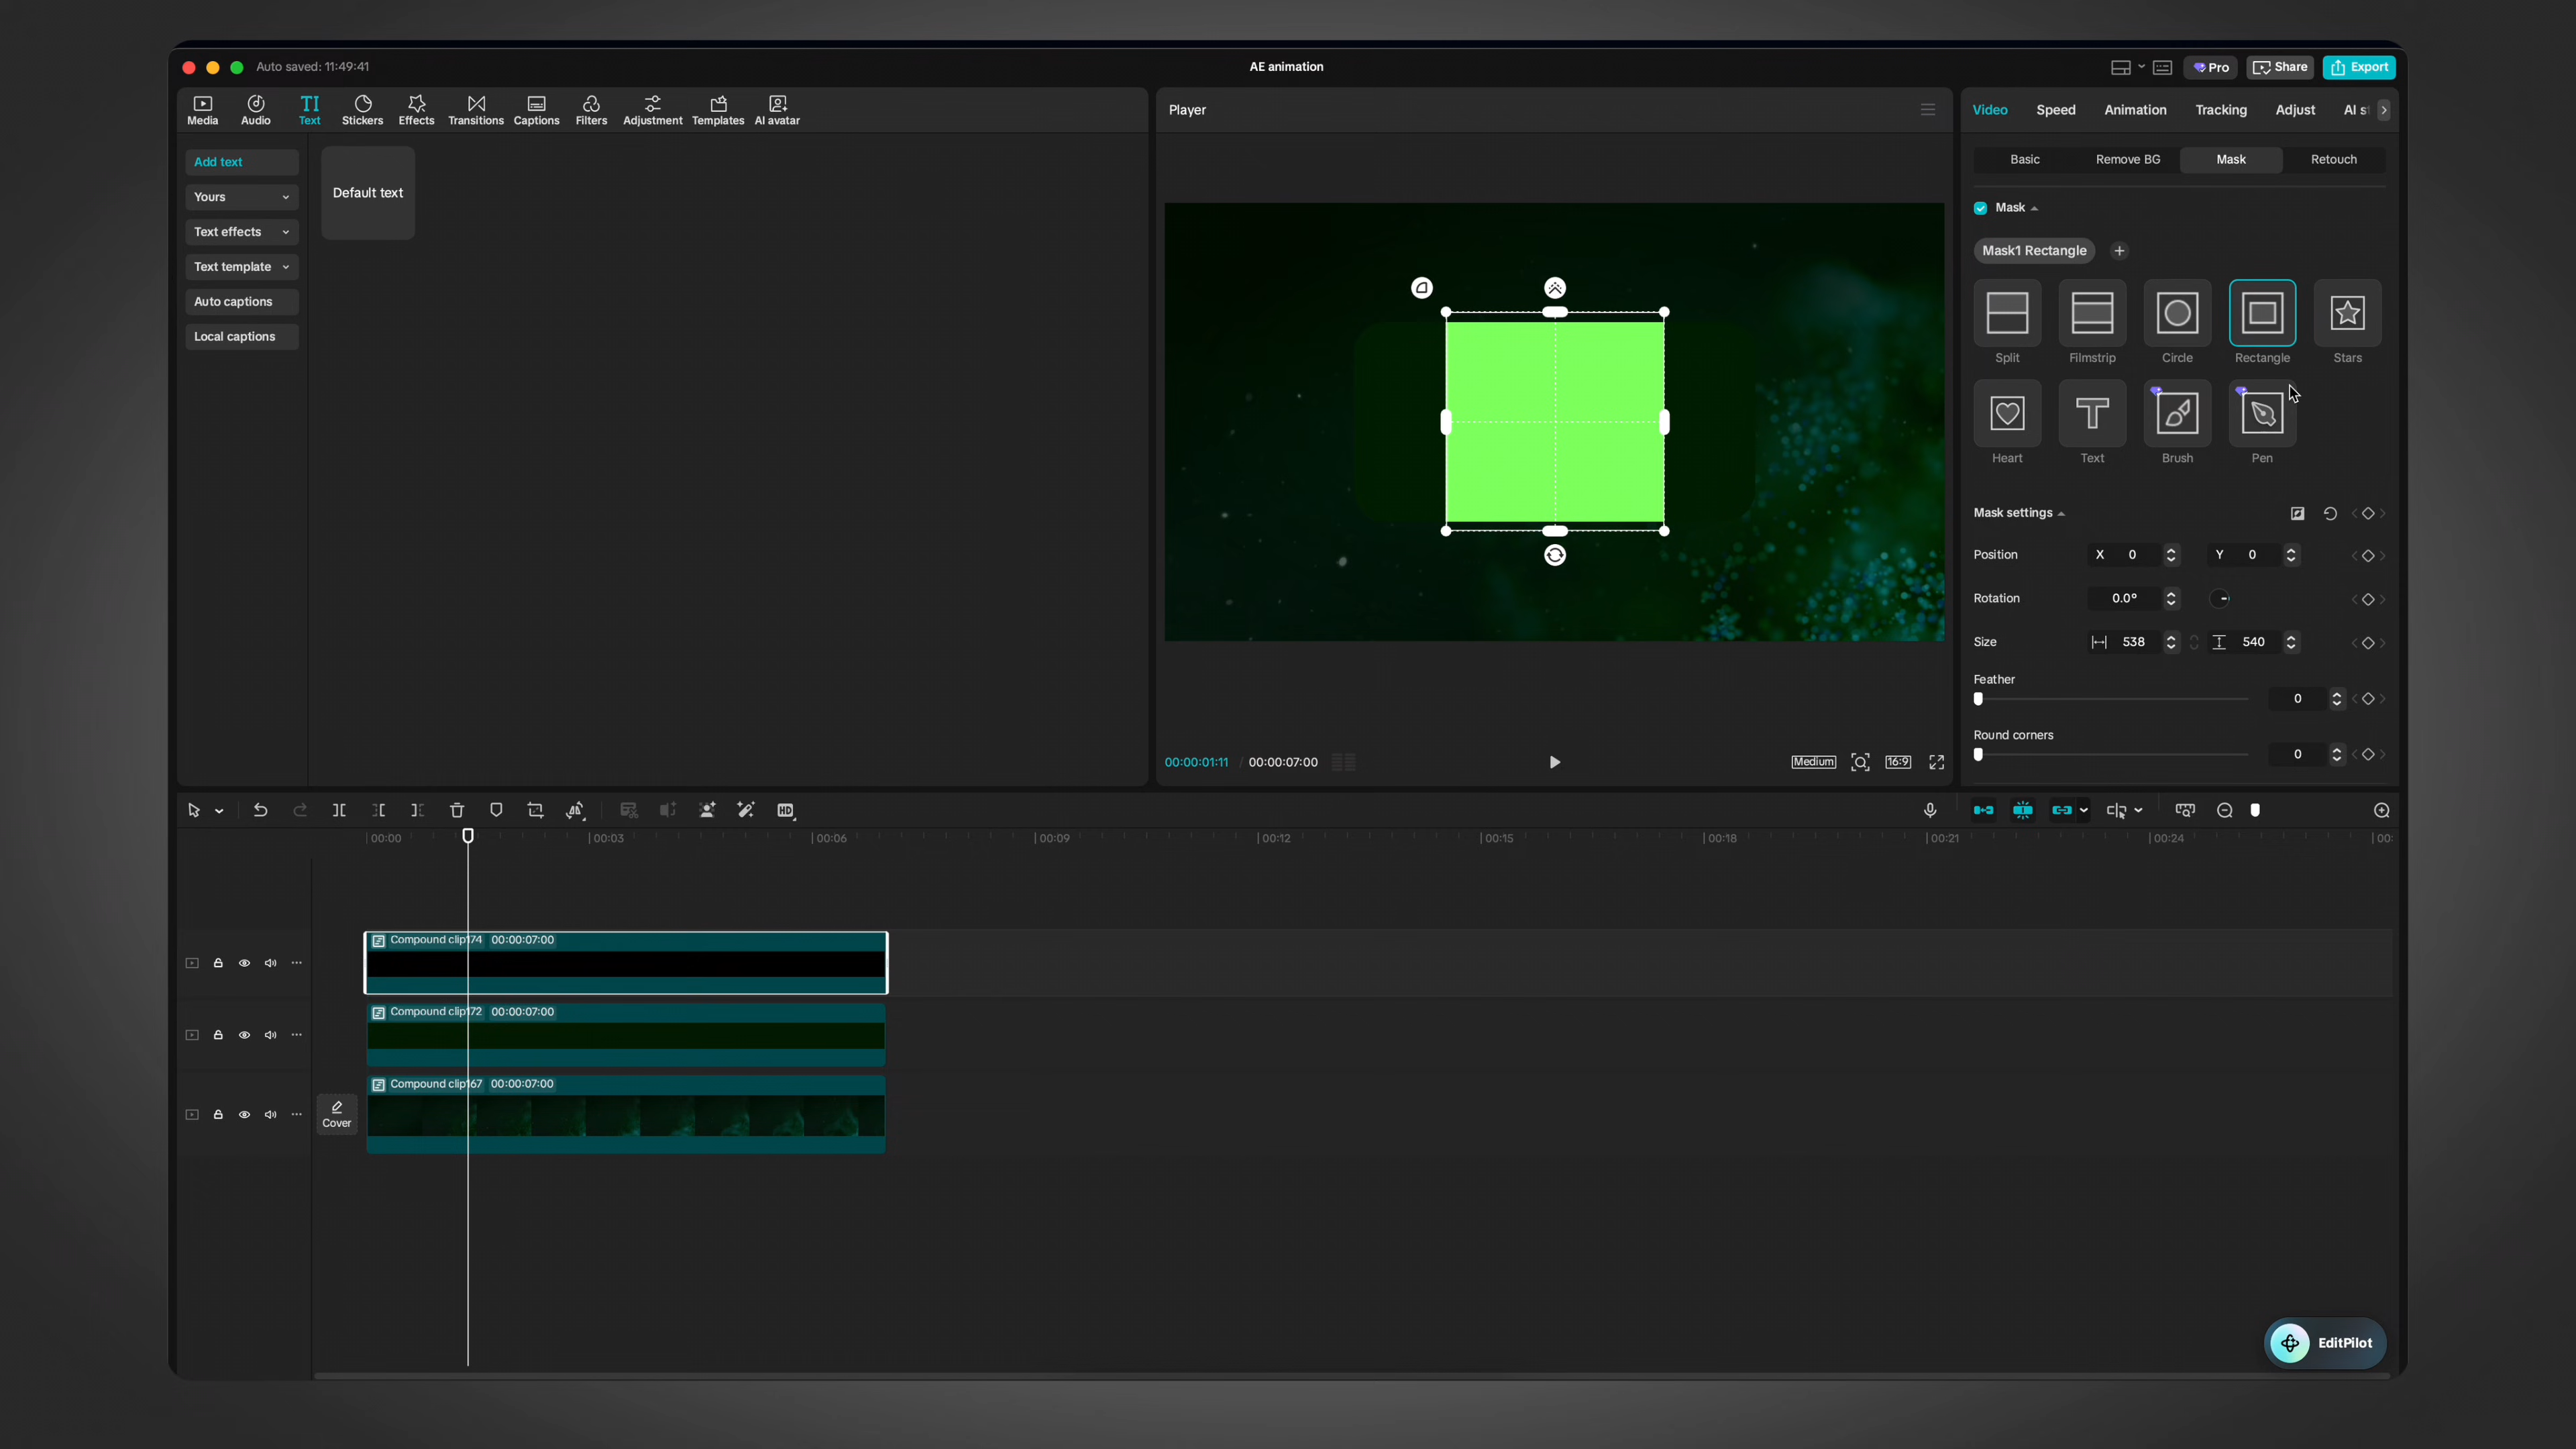 Auto saved: 11:49:41
AE animation
Pro
Share
Export
Media
Audio
TI
Text
Stickers
Effects
Transitions
Captions
Filters
Adjustment
Templates
AI avatar
Add text
Yours
Text effects
Text template
Auto captions
Local captions
Default text
Player
00:00:01:11 / 00:00:07:00
Medium
16:9
Video
Speed
Animation
Tracking
Adjust
AI s
Basic
Remove BG
Mask
Retouch
Mask
Mask1 Rectangle
Split
Filmstrip
Circle
Rectangle
Stars
Heart
Text
Brush
Pen
Mask settings
Position X 0 Y 0
Rotation 0.0°
Size 538 540
Feather
0
Round corners
0
HD
00:00 00:03 00:06 00:09 00:12 00:15 00:18 00:21 00:24 00:
Compound clip174 00:00:07:00
Compound clip172 00:00:07:00
Compound clip167 00:00:07:00
Cover
EditPilot